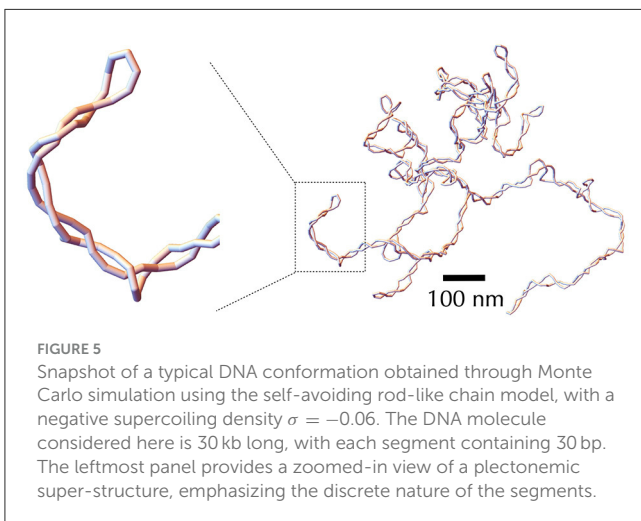 100 nm
FIGURE 5
Snapshot of a typical DNA conformation obtained through Monte
Carlo simulation using the self-avoiding rod-like chain model, with a
negative supercoiling density σ = −0.06. The DNA molecule
considered here is 30 kb long, with each segment containing 30 bp.
The leftmost panel provides a zoomed-in view of a plectonemic
super-structure, emphasizing the discrete nature of the segments.